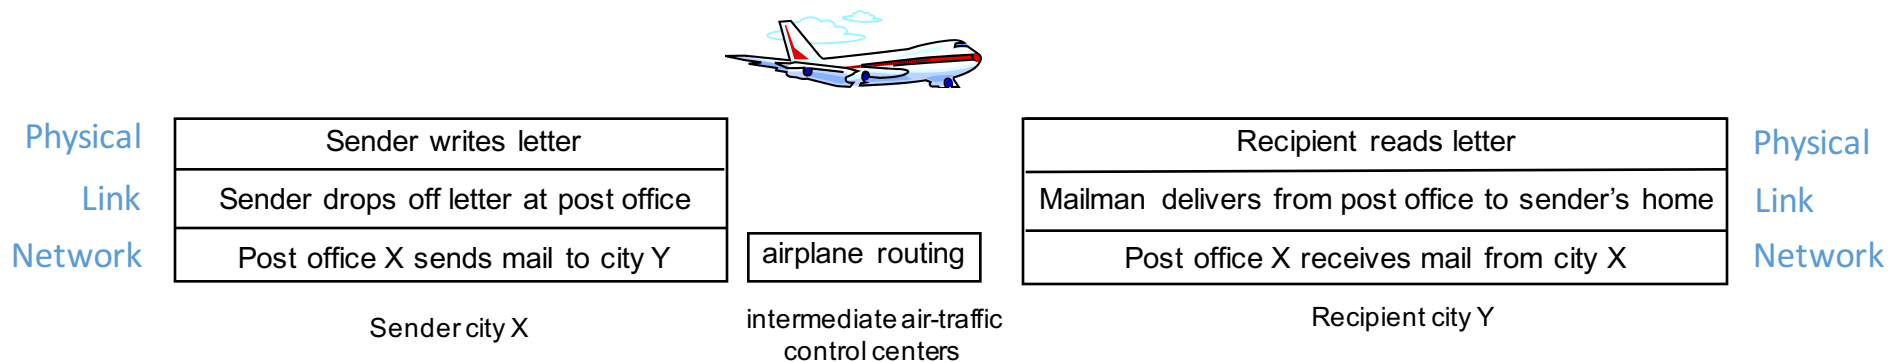 Physical
Sender writes letter
Recipient reads letter
Physical
Link
Sender drops off letter at post office
Mailman delivers from post office to sender's home
Link
Network
Post office X sends mail to city Y
airplane routing
Post office X receives mail from city X
Network
Sender city X
intermediate air-traffic
control centers
Recipient city Y